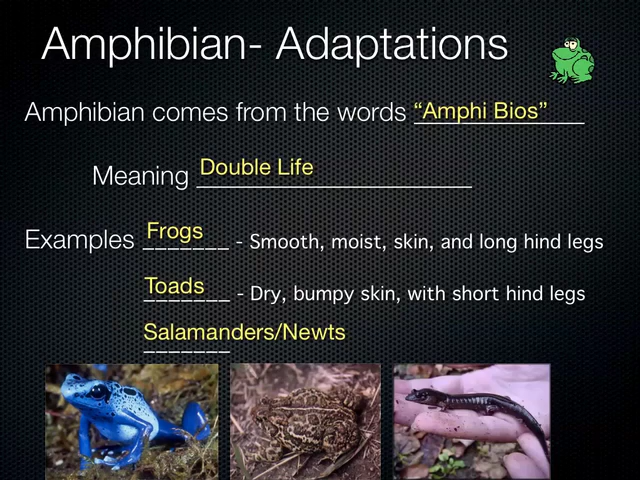 Amphibian- Adaptations
Amphibian comes from the words “Amphi Bios”
Meaning Double Life
Examples Frogs - Smooth, moist, skin, and long hind legs
Toads - Dry, bumpy skin, with short hind legs
Salamanders/Newts